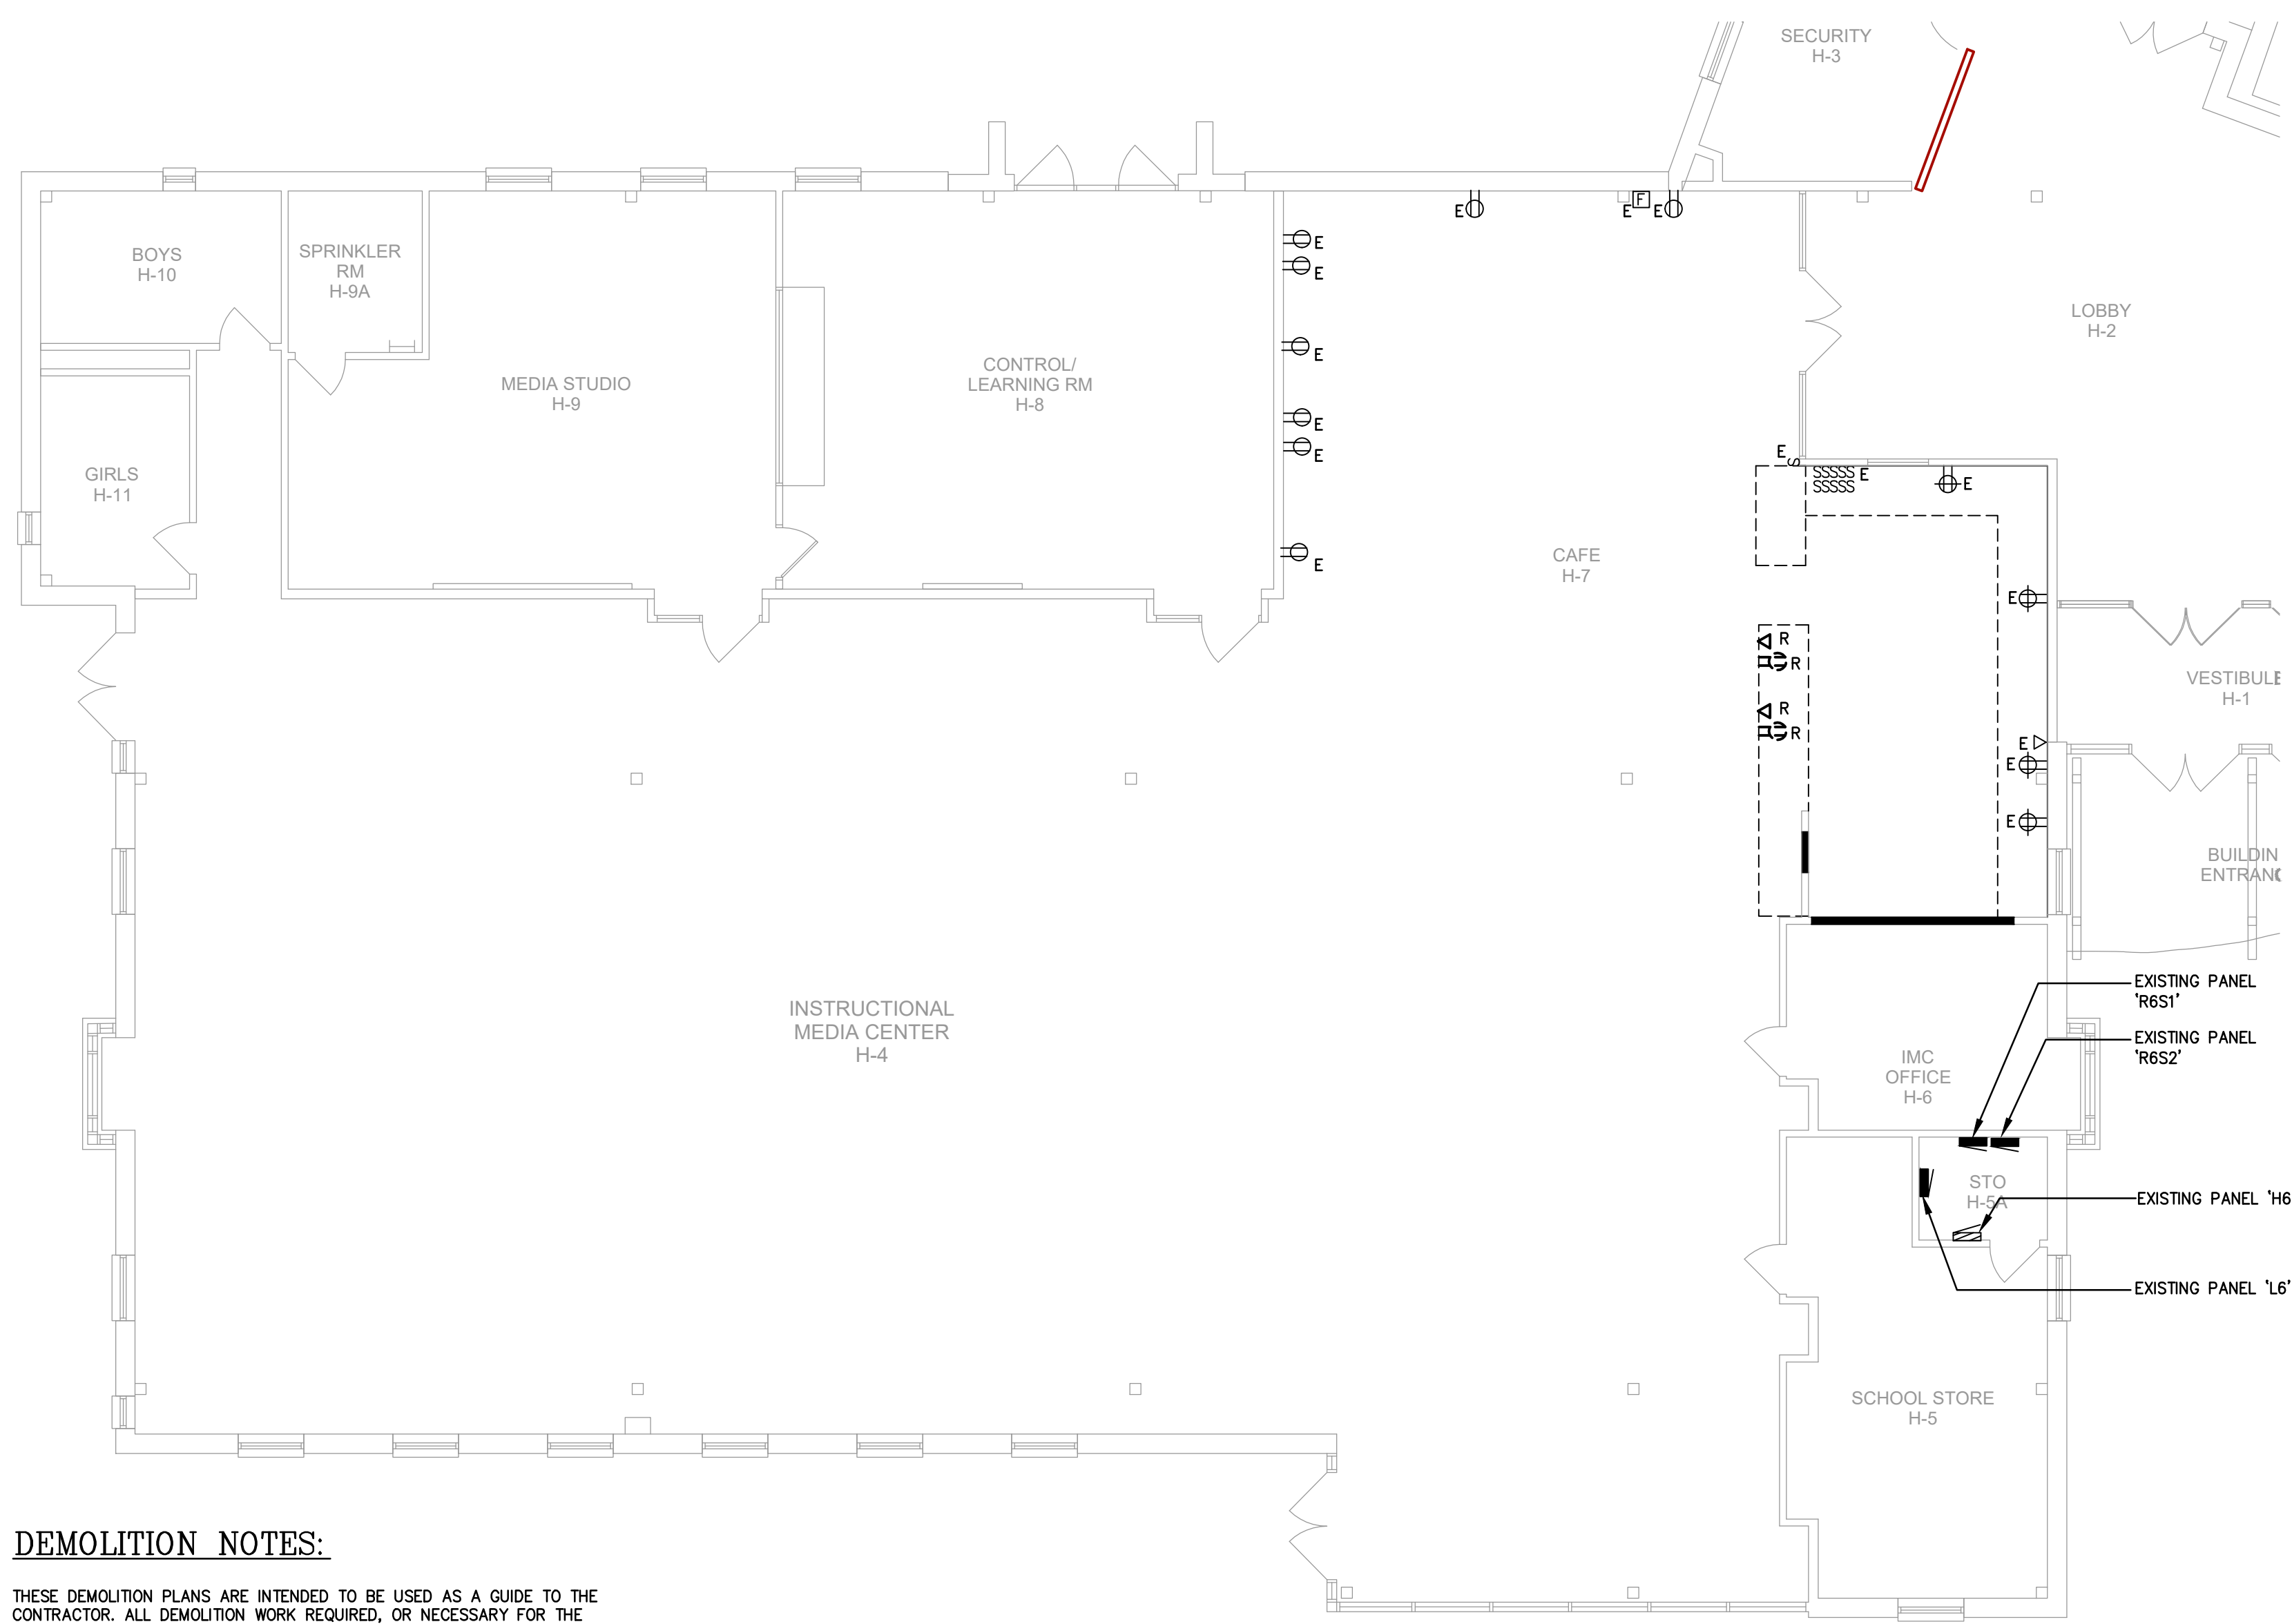 SECURITY
H-3
E
E
F
E
E
E
E
E
E
E
BOYS
H-10
SPRINKLER
RM
H-9A
MEDIA STUDIO
H-9
CONTROL/
LEARNING RM
H-8
LOBBY
H-2
GIRLS
H-11
E
S
SSSSS
SSSSS
E
E
CAFE
H-7
E
R
R
R
R
VESTIBULE
H-1
E
E
E
BUILDIN
ENTRANC
INSTRUCTIONAL
MEDIA CENTER
H-4
EXISTING PANEL
'R6S1'
EXISTING PANEL
'R6S2'
IMC
OFFICE
H-6
STO
H-5A
EXISTING PANEL 'H6
EXISTING PANEL 'L6'
SCHOOL STORE
H-5
DEMOLITION NOTES:
THESE DEMOLITION PLANS ARE INTENDED TO BE USED AS A GUIDE TO THE
CONTRACTOR. ALL DEMOLITION WORK REQUIRED, OR NECESSARY FOR THE